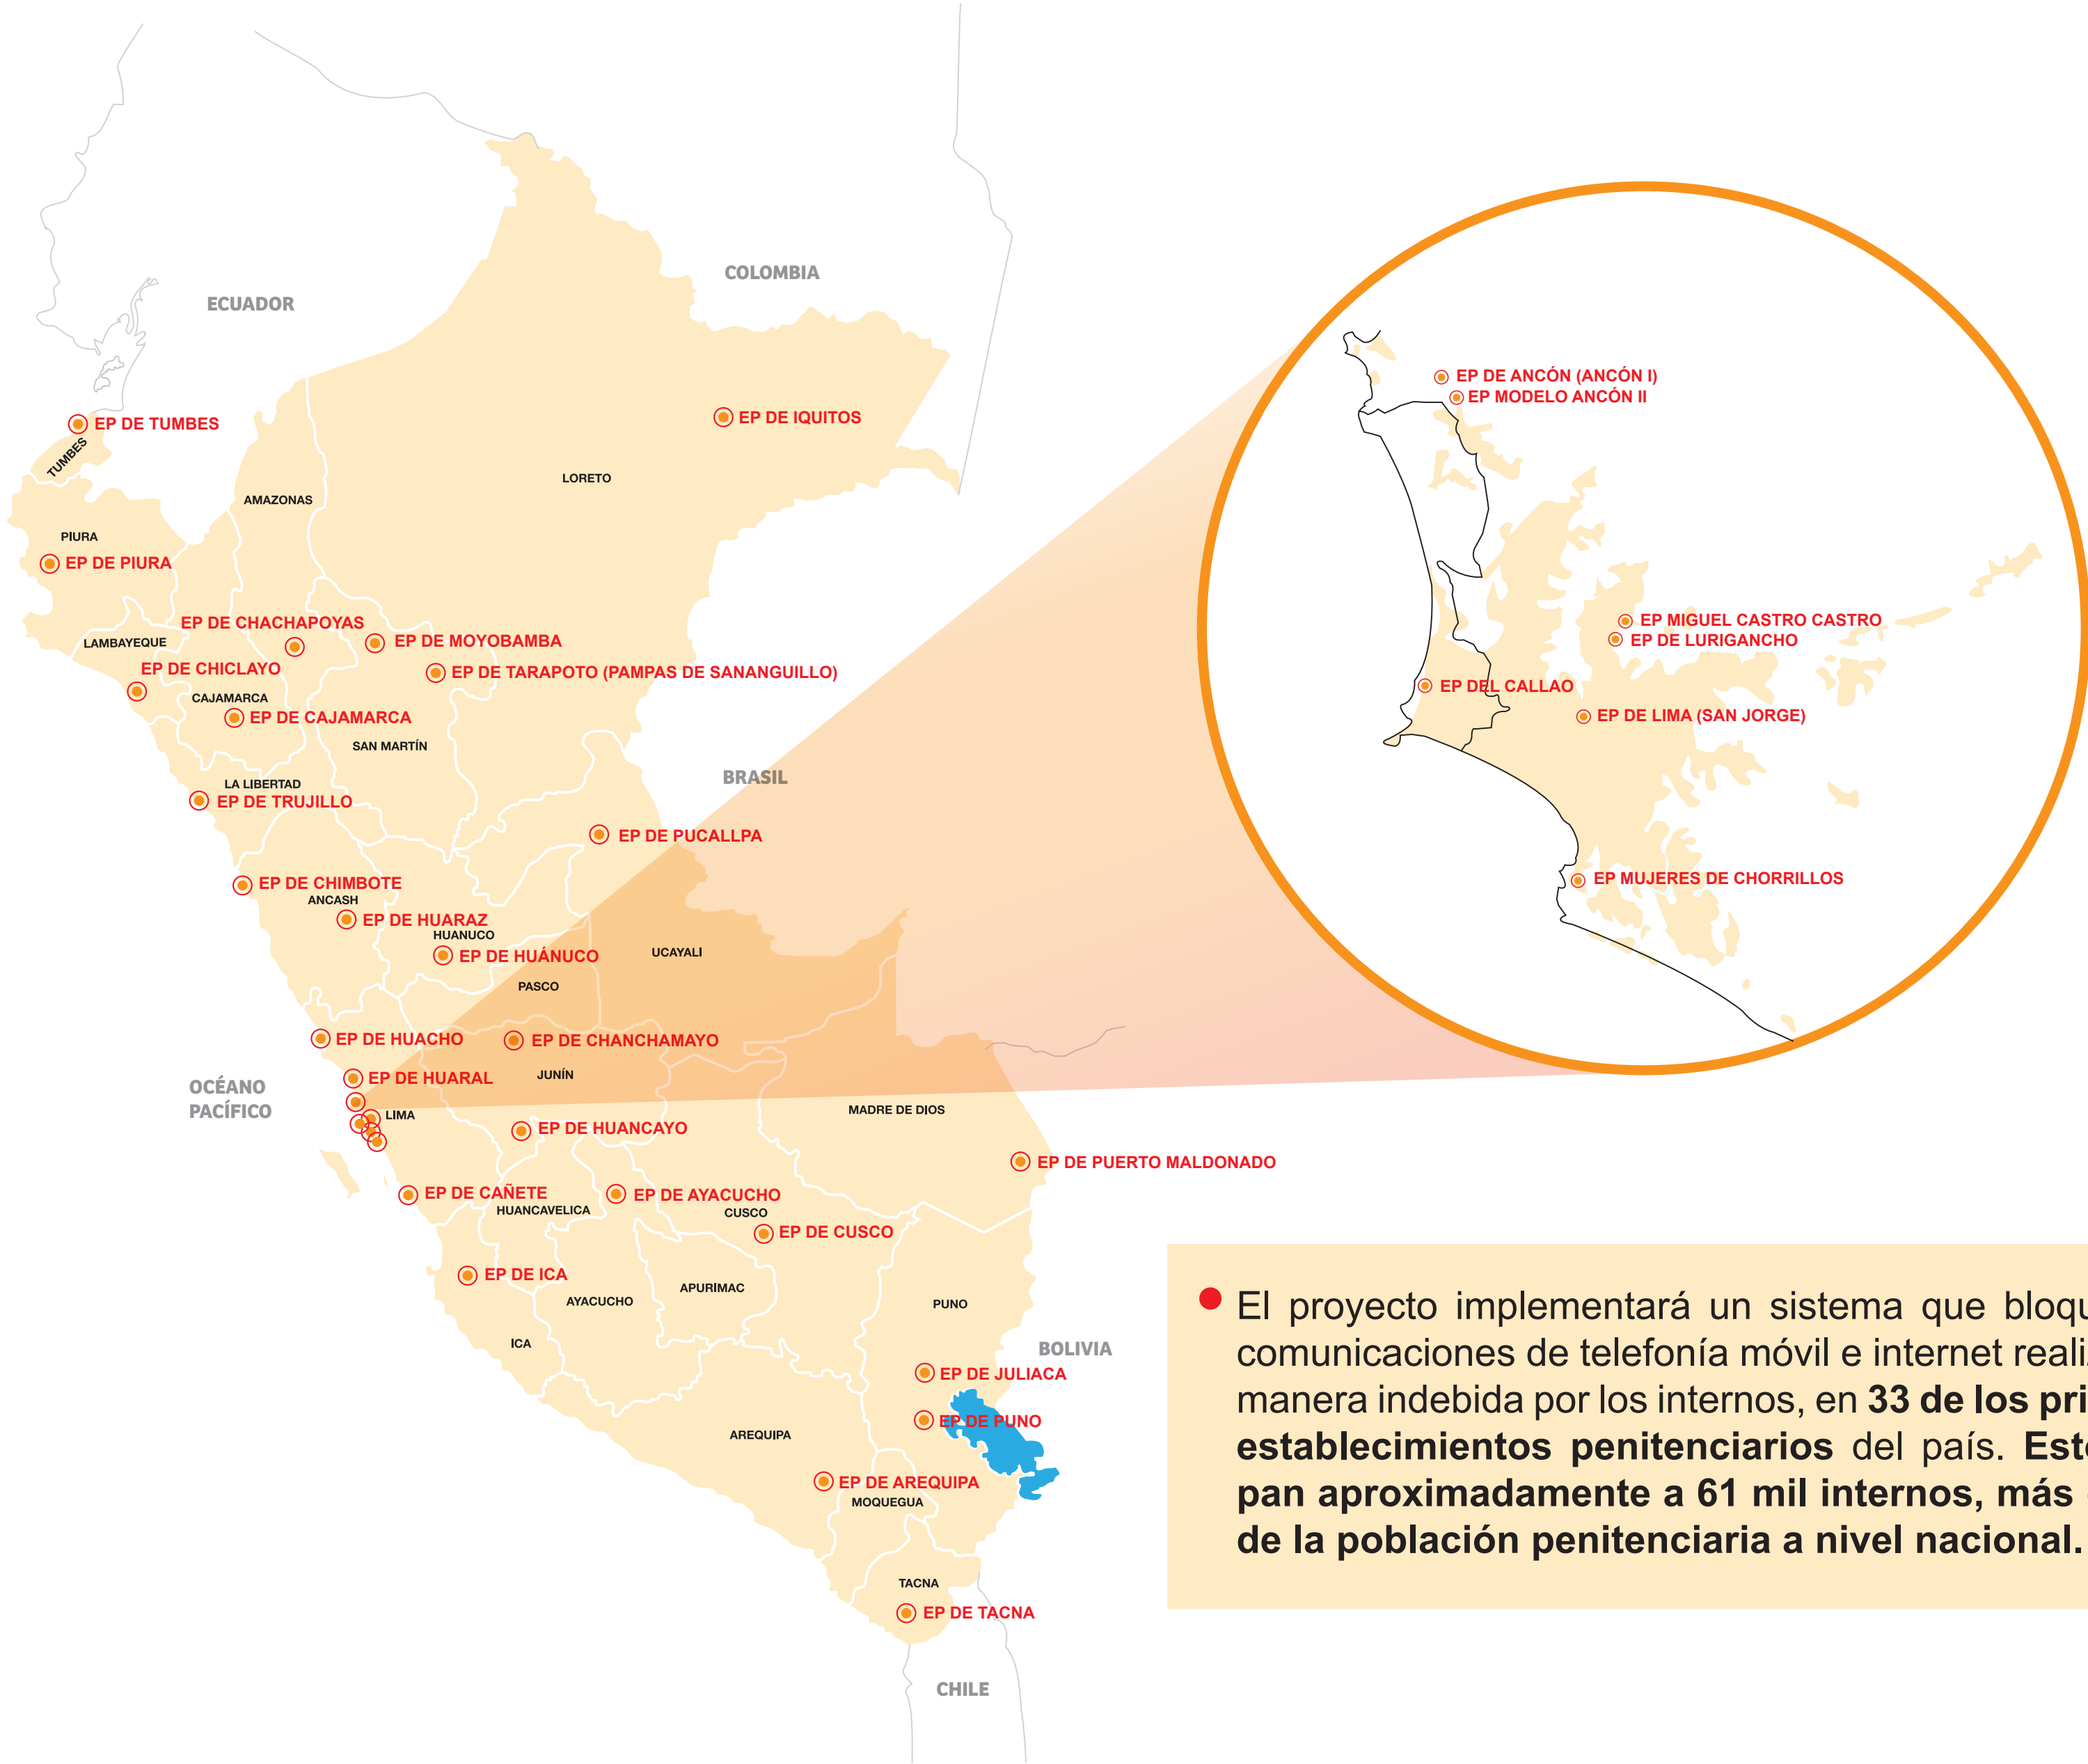 COLOMBIA
ECUADOR
EP DE TUMBES
TUMBES
EP DE IQUITOS
LORETO
AMAZONAS
PIURA
EP DE PIURA
EP DE CHACHAPOYAS
LAMBAYEQUE
EP DE MOYOBAMBA
EP DE CHICLAYO
EP DE TARAPOTO (PAMPAS DE SANANGUILLO)
CAJAMARCA
EP DE CAJAMARCA
SAN MARTÍN
BRASIL
LA LIBERTAD
EP DE TRUJILLO
EP DE PUCALLPA
EP DE CHIMBOTE
ANCASH
EP DE HUARAZ
HUANUCO
EP DE HUÁNUCO
UCAYALI
PASCO
EP DE HUACHO
EP DE CHANCHAMAYO
EP DE HUARAL
JUNÍN
OCÉANO
PACÍFICO
LIMA
MADRE DE DIOS
EP DE HUANCAYO
EP DE PUERTO MALDONADO
EP DE CAÑETE
EP DE AYACUCHO
HUANCAVELICA
CUSCO
EP DE CUSCO
EP DE ICA
APURÍMAC
AYACUCHO
PUNO
ICA
BOLIVIA
EP DE JULIACA
EP DE PUNO
AREQUIPA
EP DE AREQUIPA
MOQUEGUA
TACNA
EP DE TACNA
CHILE
EP DE ANCÓN (ANCÓN I)
EP MODELO ANCÓN II
EP MIGUEL CASTRO CASTRO
EP DE LURIGANCHO
EP DEL CALLAO
EP DE LIMA (SAN JORGE)
EP MUJERES DE CHORRILLOS
El proyecto implementará un sistema que bloqu
comunicaciones de telefonía móvil e internet reali
manera indebida por los internos, en 33 de los pri
establecimientos penitenciarios del país. Est
pan aproximadamente a 61 mil internos, más
de la población penitenciaria a nivel nacional.